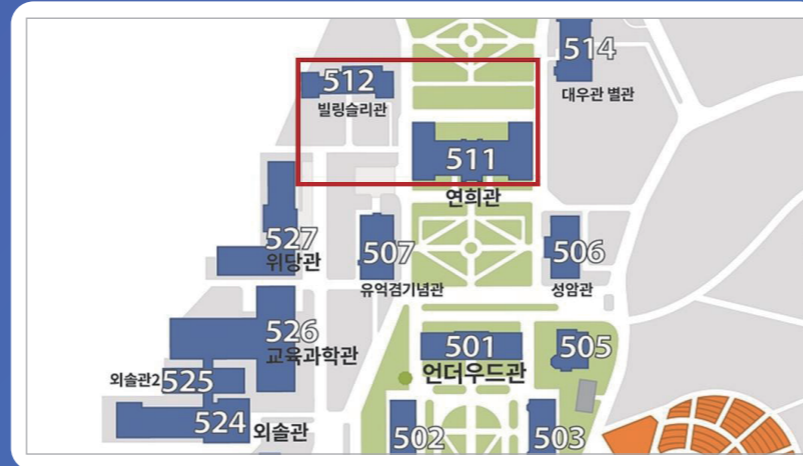 514
대우관 별관
512
빌링슬리관
511
연희관
527
위당관
507
유억겸기념관
506
성암관
526
교육과학관
501
언더우드관
505
외솔관2 525
524 외솔관
502
503